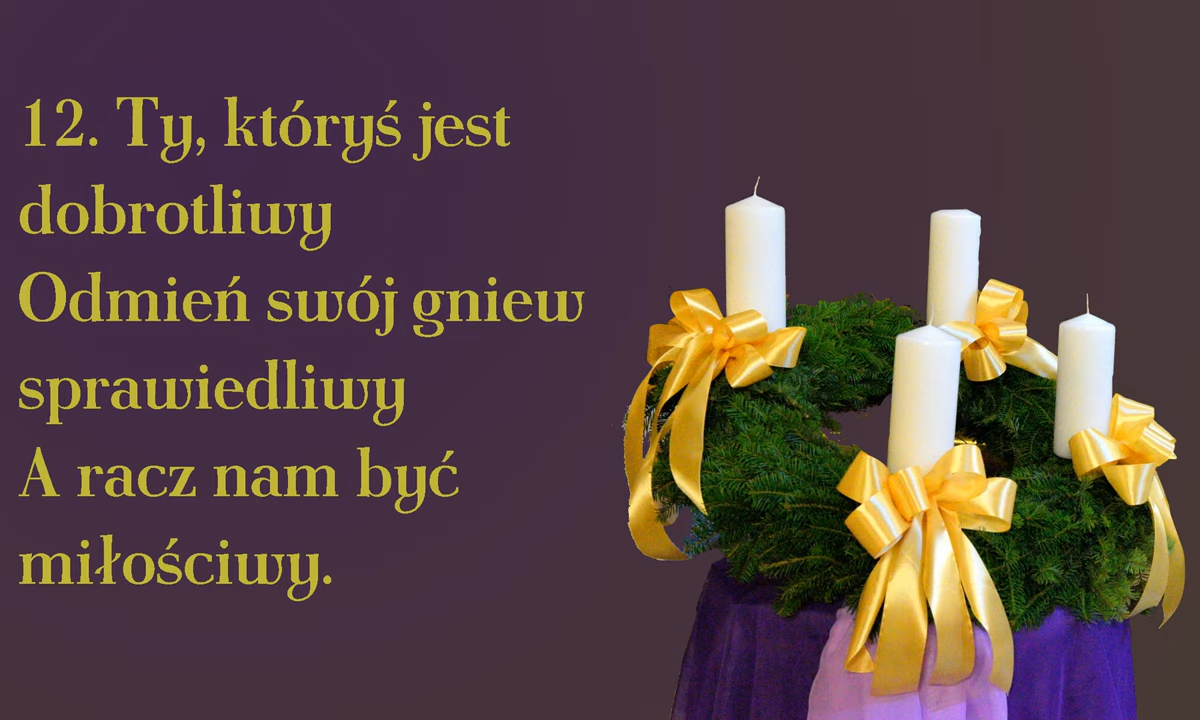 12. Ty, któryś jest
dobrotliwy
Odmień swój gniew
sprawiedliwy
A racz nam być
miłościwy.